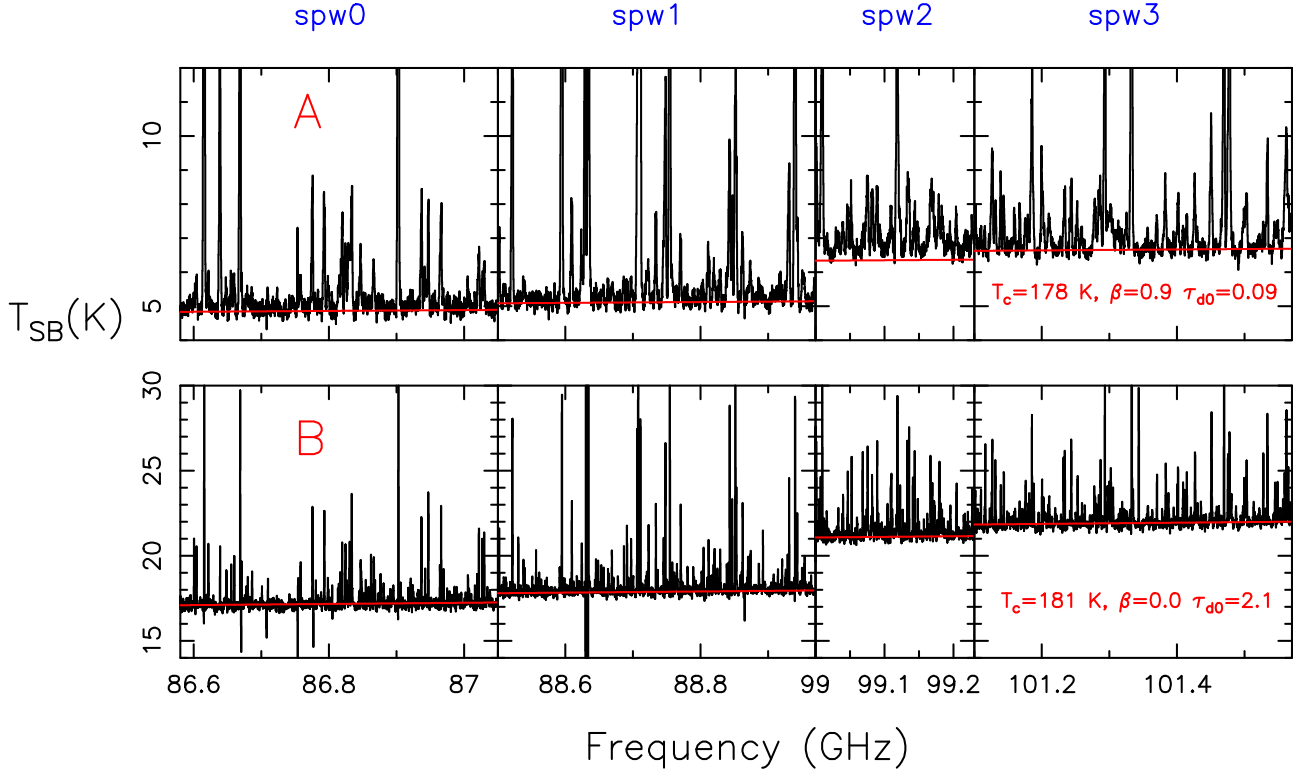 spw0 spw1 spw2 spw3
A
10
5
T_SB(K)
T_c=178 K, β=0.9 τ_d0=0.09
30
B
25
20
15
T_c=181 K, β=0.0 τ_d0=2.1
86.6 86.8 87 88.6 88.8 99 99.1 99.2 101.2 101.4
Frequency (GHz)